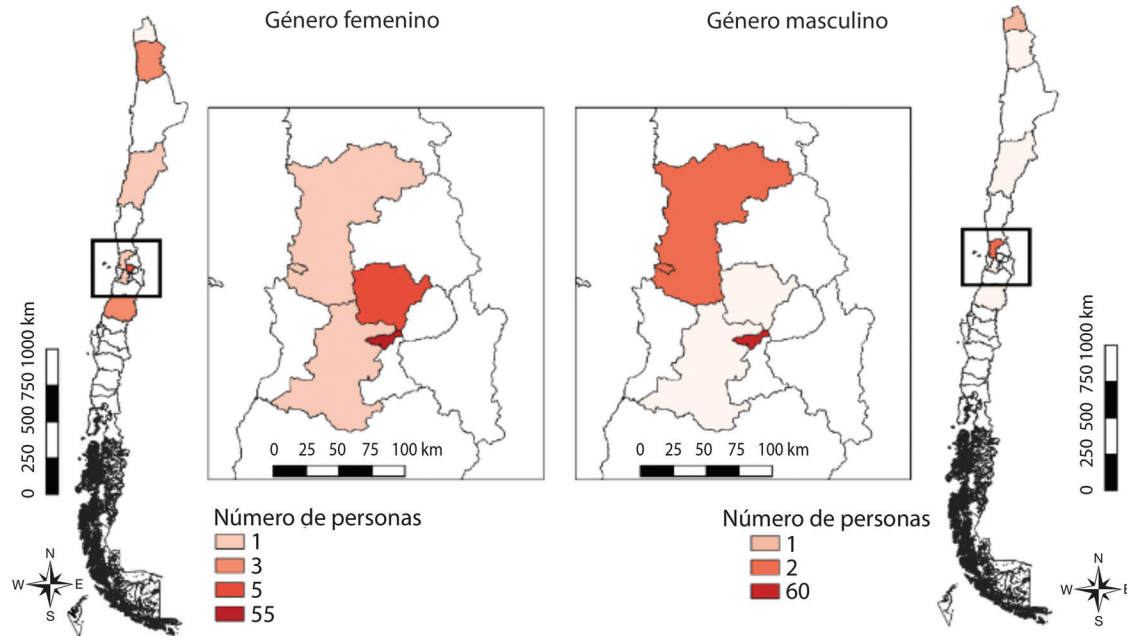 Género femenino
Género masculino
0 250 500 750 1000 km
0 25 50 75 100 km
0 25 50 75 100 km
0 250 500 750 1000 km
Número de personas
1
3
5
55
Número de personas
1
2
60
N
W E
S
N
W E
S